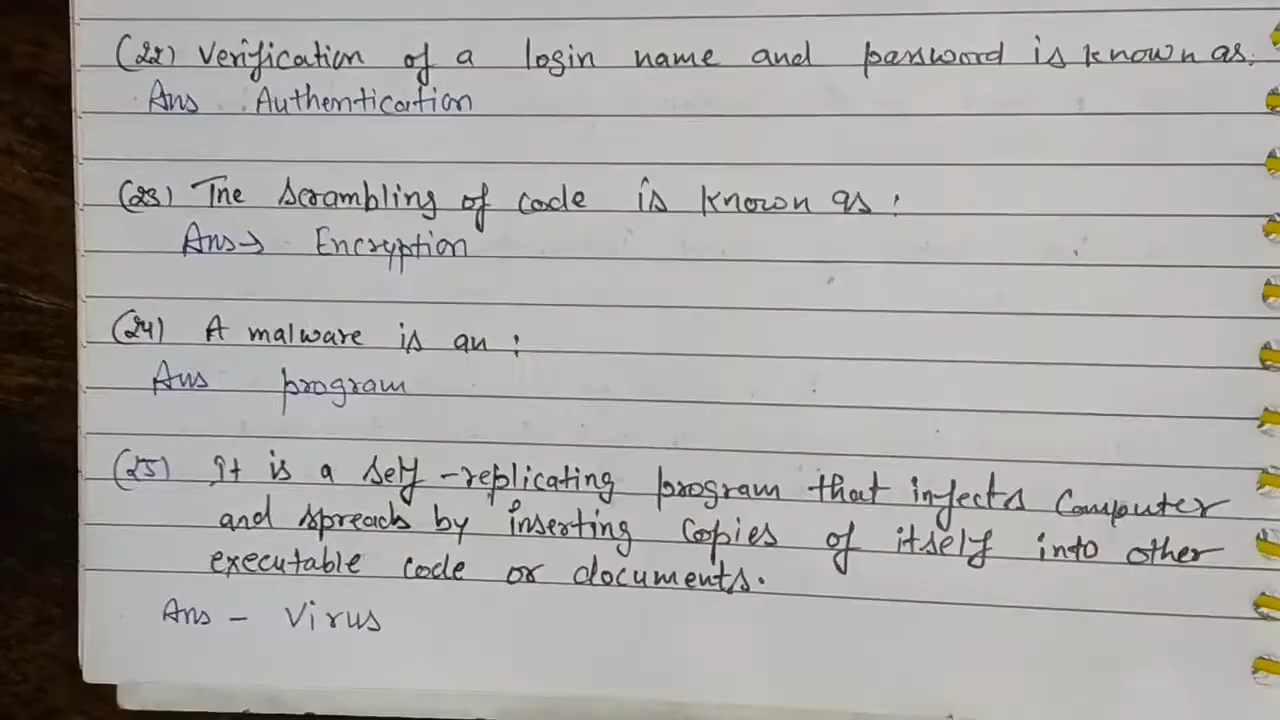 (22) Verification of a login name and password is known as.
Ans Authentication
(23) The scrambling of code is known as :
Ans→ Encryption
(24) A malware is an :
Ans program
(25) It is a self-replicating program that infects Computer
and spreads by inserting copies of itself into other
executable code or documents.
Ans - Virus